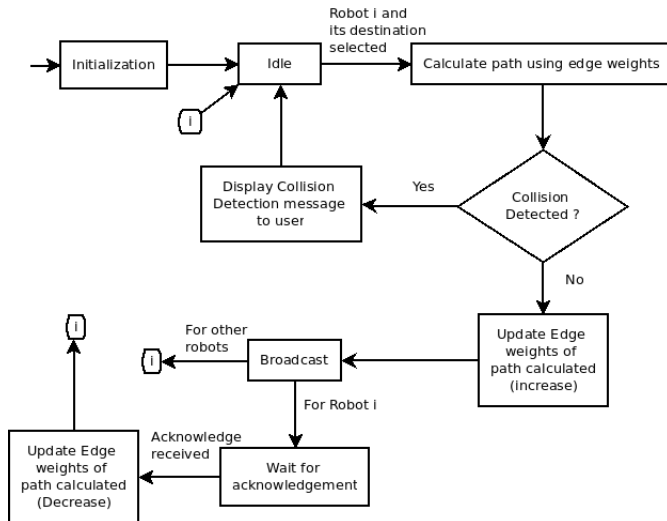 Robot i and
its destination
selected
Initialization
Idle
Calculate path using edge weights
i
Display Collision
Detection message
to user
Yes
Collision
Detected ?
No
i
For other
robots
i
Broadcast
Update Edge
weights of
path calculated
(increase)
For Robot i
Acknowledge
received
Update Edge
weights of
path calculated
(Decrease)
Wait for
acknowledgement